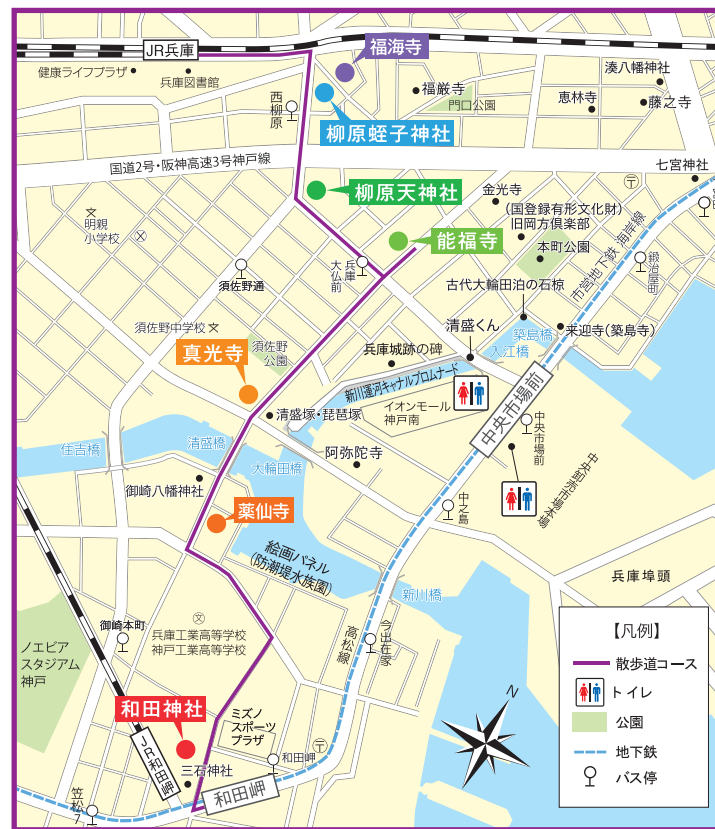 JR兵庫
福海寺
健康ライフプラザ
兵庫図書館
西柳原
福厳寺
門口公園
湊八幡神社
恵林寺
藤之寺
柳原蛭子神社
国道2号・阪神高速3号神戸線
七宮神社
柳原天神社
金光寺
(国登録有形文化財)
旧岡方倶楽部
明親
小学校
能福寺
本町公園
市営地下鉄 海岸線
鍛冶屋町
兵庫
大仏前
須佐野通
古代大輪田泊の石椋
須佐野中学校
清盛くん
築島橋
来迎寺(築島寺)
入江橋
真光寺
須佐野
公園
兵庫城跡の碑
新川運河キャナルプロムナード
イオンモール
神戸南
中央市場前
清盛塚・琵琶塚
中央市場前
住吉橋
清盛橋
大輪田橋
阿弥陀寺
中央卸売市場本場
御崎八幡神社
薬仙寺
中之島
絵画パネル
(防潮堤水族園)
新川橋
兵庫埠頭
御崎本町
兵庫工業高等学校
神戸工業高等学校
高松線
今出在家
ノエビア
スタジアム
神戸
和田神社
ミズノ
スポーツ
プラザ
和田岬
JR和田岬
三石神社
和田岬
笠松7
N
【凡例】
散歩道コース
トイレ
公園
地下鉄
バス停